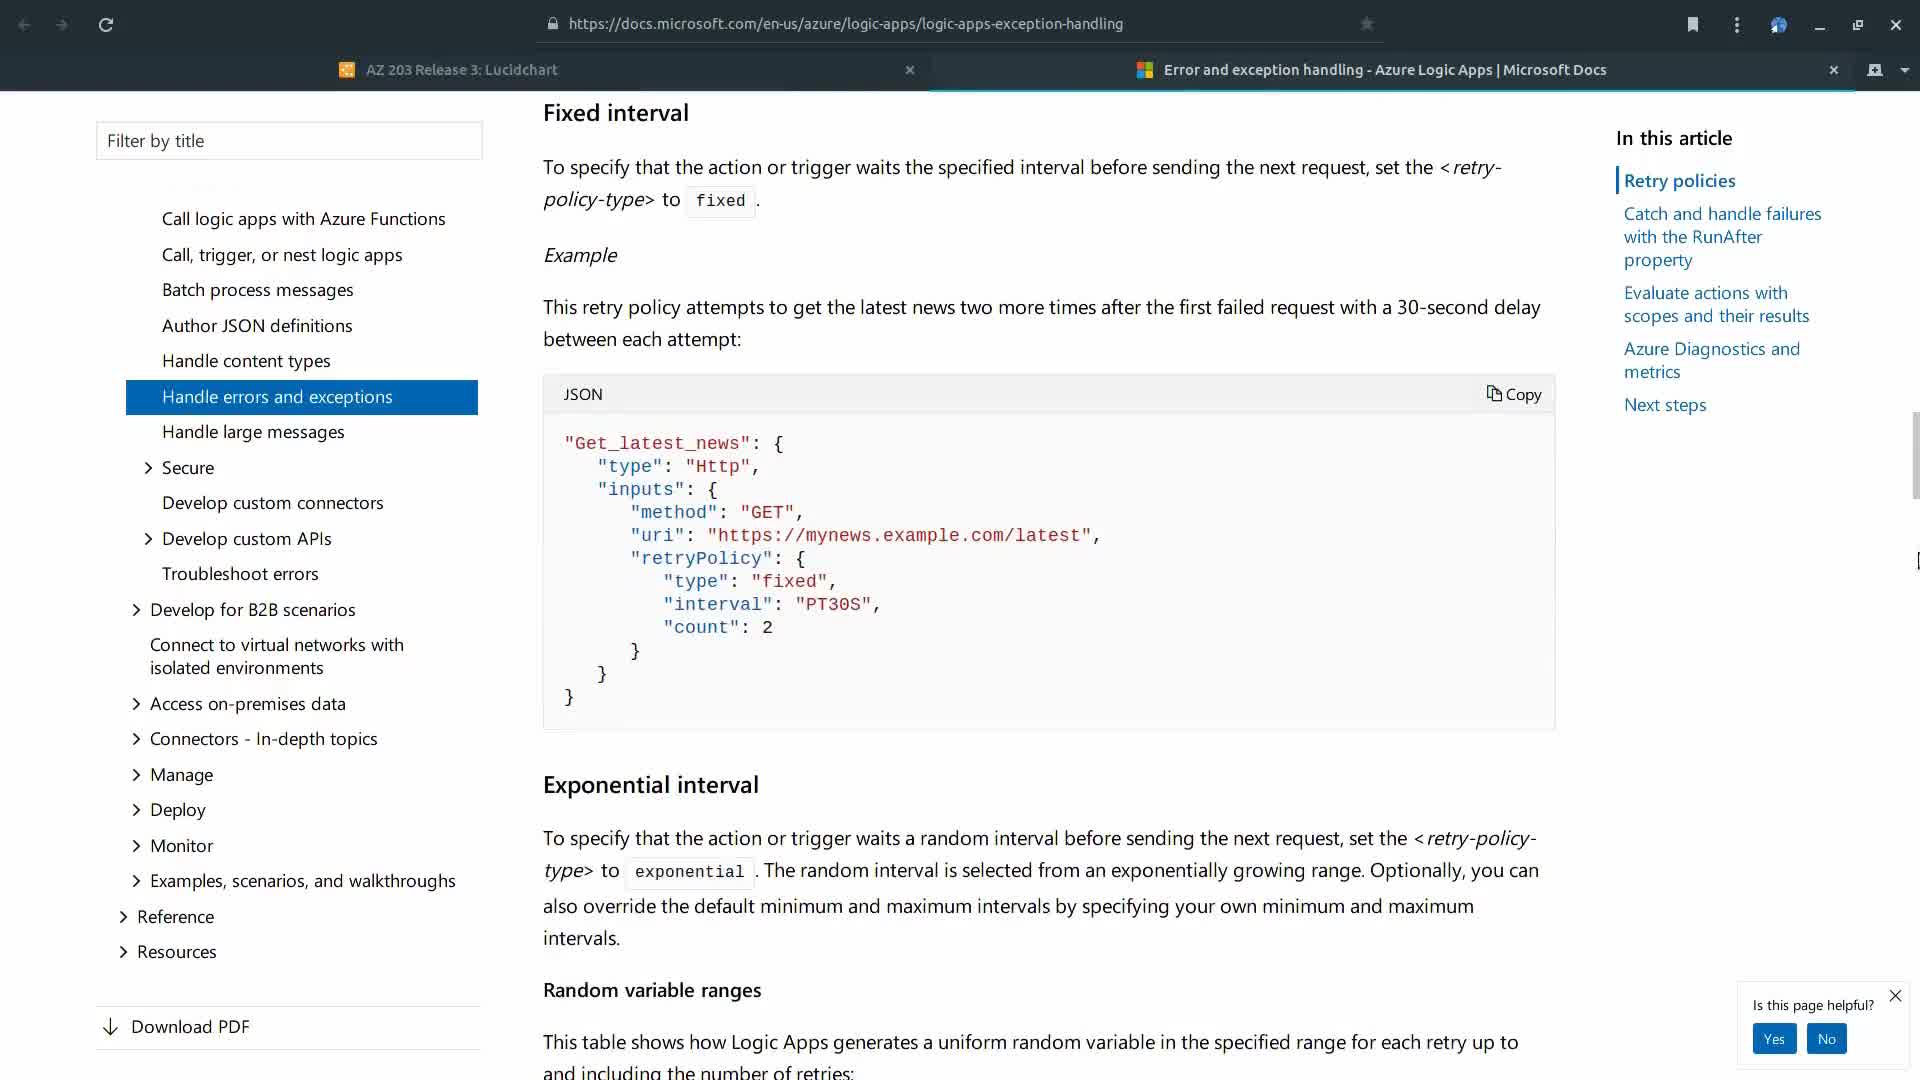 https://docs.microsoft.com/en-us/azure/logic-apps/logic-apps-exception-handling
AZ 203 Release 3: Lucidchart
Error and exception handling - Azure Logic Apps | Microsoft Docs
Filter by title
Call logic apps with Azure Functions
Call, trigger, or nest logic apps
Batch process messages
Author JSON definitions
Handle content types
Handle errors and exceptions
Handle large messages
Secure
Develop custom connectors
Develop custom APIs
Troubleshoot errors
Develop for B2B scenarios
Connect to virtual networks with
isolated environments
Access on-premises data
Connectors - In-depth topics
Manage
Deploy
Monitor
Examples, scenarios, and walkthroughs
Reference
Resources
Download PDF
Fixed interval
To specify that the action or trigger waits the specified interval before sending the next request, set the <retry-
policy-type> to fixed.
Example
This retry policy attempts to get the latest news two more times after the first failed request with a 30-second delay
between each attempt:
JSON
Copy
"Get_latest_news": {
"type": "Http",
"inputs": {
"method": "GET",
"uri": "https://mynews.example.com/latest",
"retryPolicy": {
"type": "fixed",
"interval": "PT30S",
"count": 2
}
}
}
Exponential interval
To specify that the action or trigger waits a random interval before sending the next request, set the <retry-policy-
type> to exponential. The random interval is selected from an exponentially growing range. Optionally, you can
also override the default minimum and maximum intervals by specifying your own minimum and maximum
intervals.
Random variable ranges
This table shows how Logic Apps generates a uniform random variable in the specified range for each retry up to
and including the number of retries:
In this article
Retry policies
Catch and handle failures
with the RunAfter
property
Evaluate actions with
scopes and their results
Azure Diagnostics and
metrics
Next steps
Is this page helpful?
Yes
No